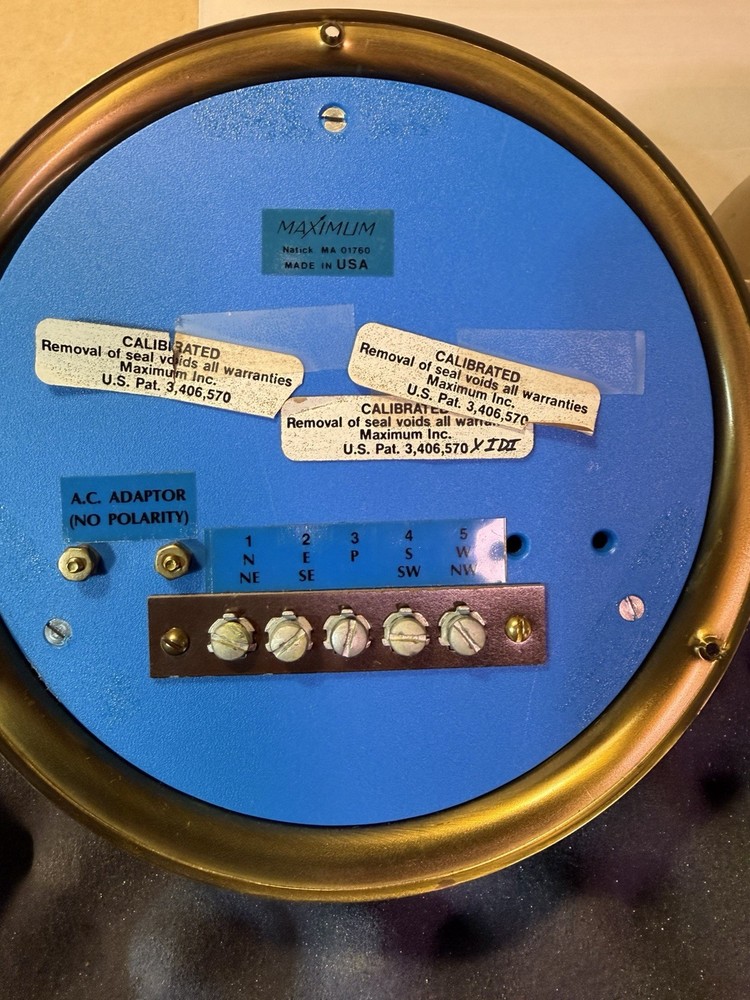 MAXIMUM
Natick, MA 01760
MADE IN USA
CALIBRATED
Removal of seal voids all warranties
Maximum Inc.
U.S. Pat. 3,406,570
CALIBRATED
Removal of seal voids all warranties
Maximum Inc.
U.S. Pat. 3,406,570
CALIBRATED
Removal of seal voids all
Maximum Inc.
U.S. Pat. 3,406,570
A.C. ADAPTOR
(NO POLARITY)
1 2 3 4 5
N E P S W
NE SE SW NW